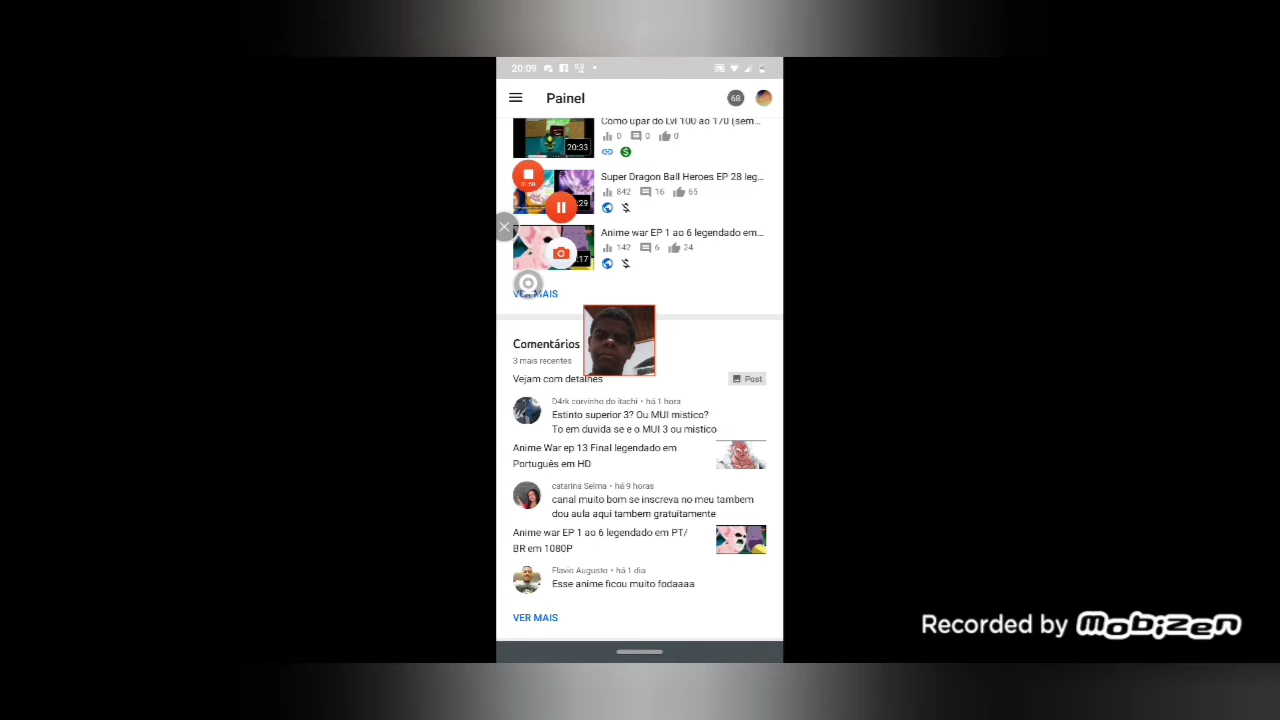 20:09
Painel
68
Como upar do Lvl 100 ao 170 (sem…
0 0 0
20:33
Super Dragon Ball Heroes EP 28 leg…
842 16 65
:29
Anime war EP 1 ao 6 legendado em…
142 6 24
:17
VER MAIS
Comentários
3 mais recentes
Vejam com detalhes
Post
D4rk corvinho do itachi • há 1 hora
Estinto superior 3? Ou MUI mistico?
To em duvida se e o MUI 3 ou mistico
Anime War ep 13 Final legendado em
Português em HD
catarina Selma • há 9 horas
canal muito bom se inscreva no meu tambem
dou aula aqui tambem gratuitamente
Anime war EP 1 ao 6 legendado em PT/
BR em 1080P
Flavio Augusto • há 1 dia
Esse anime ficou muito fodaaaa
VER MAIS
Recorded by mobizen